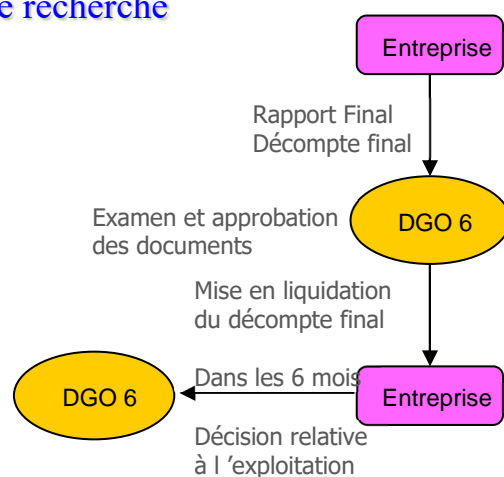 e recherche
Entreprise
Rapport Final
Décompte final
Examen et approbation
des documents
DGO 6
Mise en liquidation
du décompte final
Dans les 6 mois
DGO 6
Entreprise
Décision relative
à l ’exploitation